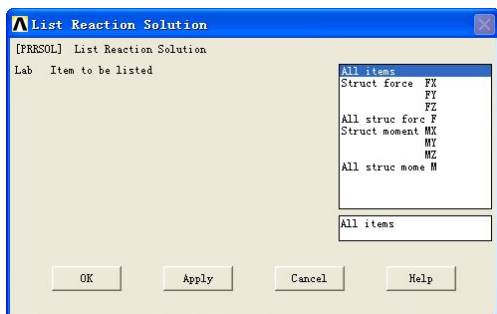 List Reaction Solution
[PRRSOL] List Reaction Solution
Lab Item to be listed
All items
Struct force FX
FY
FZ
All struc forc F
Struct moment MX
MY
MZ
All struc mome M
All items
OK Apply Cancel Help